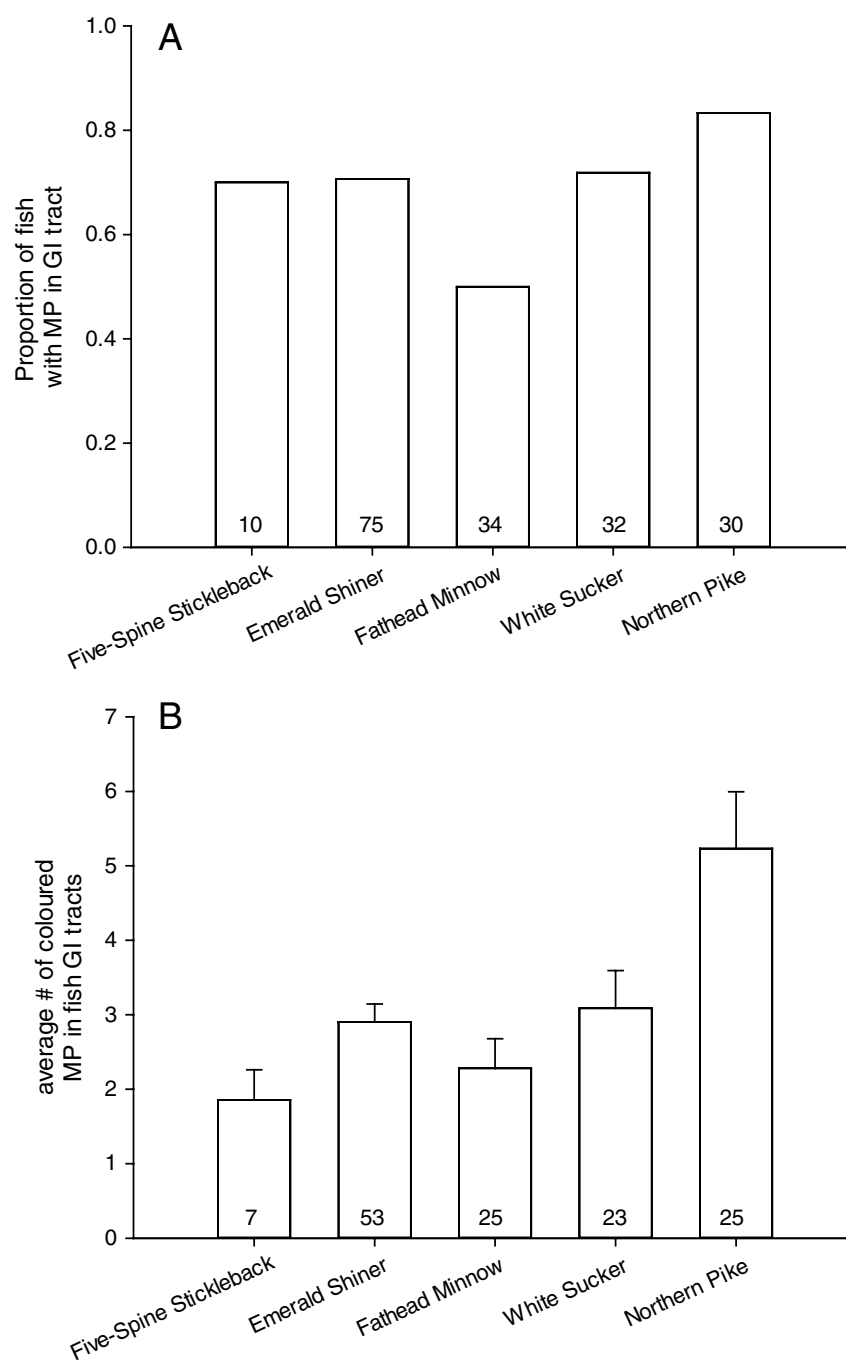 A
1.0
0.8
0.6
0.4
0.2
0.0
Proportion of fish
with MP in GI tract
10
75
34
32
30
Five-Spine Stickleback
Emerald Shiner
Fathead Minnow
White Sucker
Northern Pike
B
7
6
5
4
3
2
1
0
average # of coloured
MP in fish GI tracts
7
53
25
23
25
Five-Spine Stickleback
Emerald Shiner
Fathead Minnow
White Sucker
Northern Pike